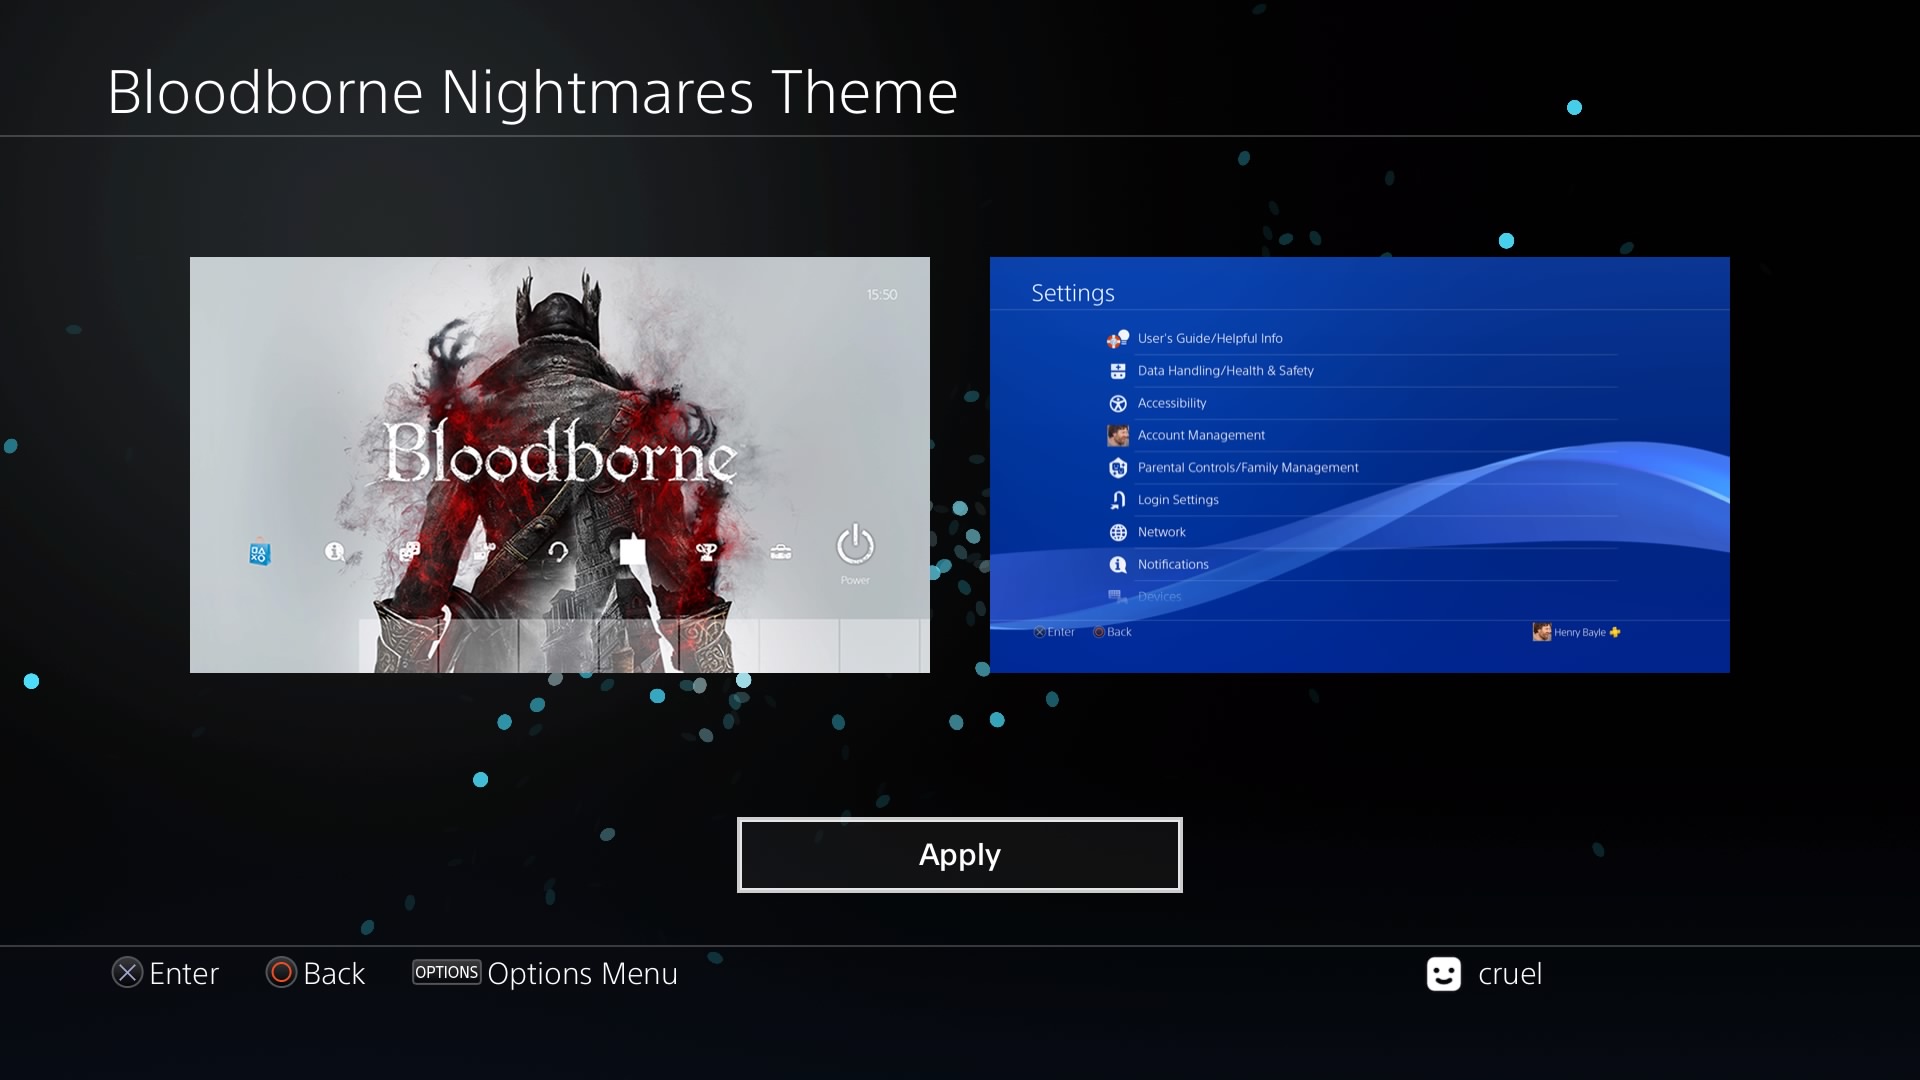 Bloodborne Nightmares Theme
15:50
Bloodborne
Power
Settings
User's Guide/Helpful Info
Data Handling/Health & Safety
Accessibility
Account Management
Parental Controls/Family Management
Login Settings
Network
Notifications
Devices
Enter Back
Henry Bayle
Apply
Enter Back OPTIONS Options Menu
cruel